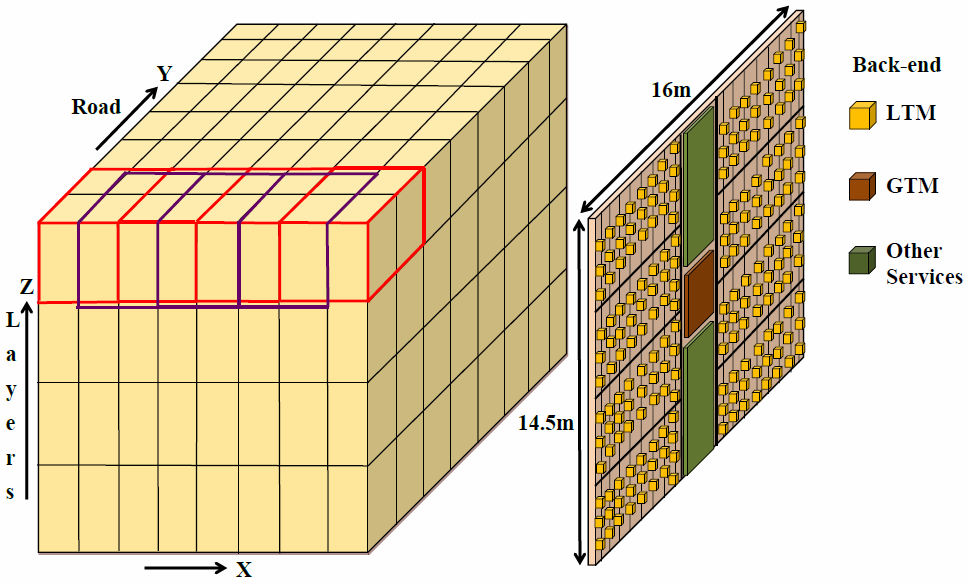 Y
Road
Z
L
a
y
e
r
s
X
16m
14.5m
Back-end
LTM
GTM
Other
Services